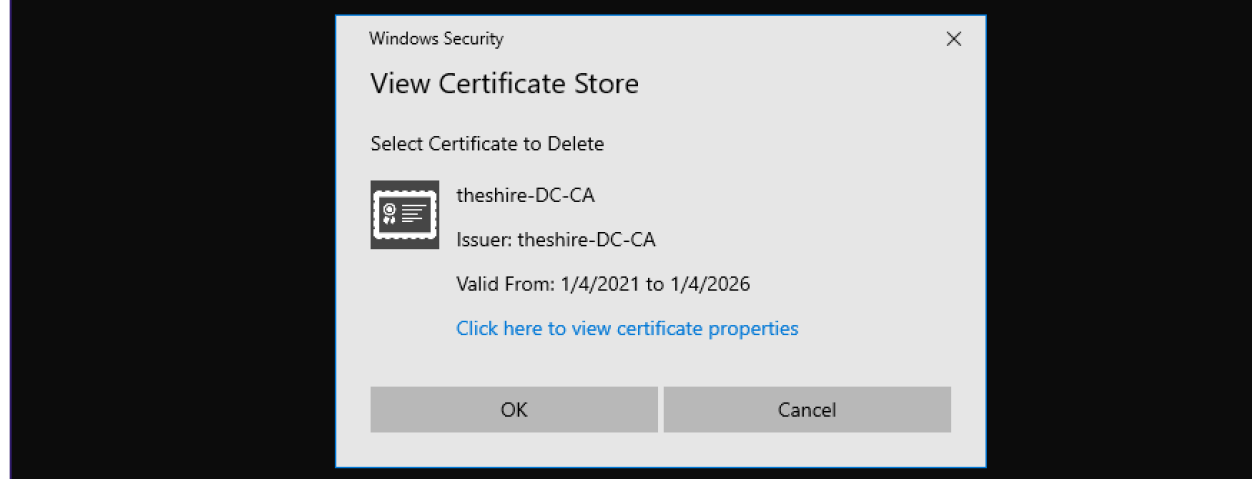 Windows Security
View Certificate Store
Select Certificate to Delete
theshire-DC-CA
Issuer: theshire-DC-CA
Valid From: 1/4/2021 to 1/4/2026
Click here to view certificate properties
OK
Cancel